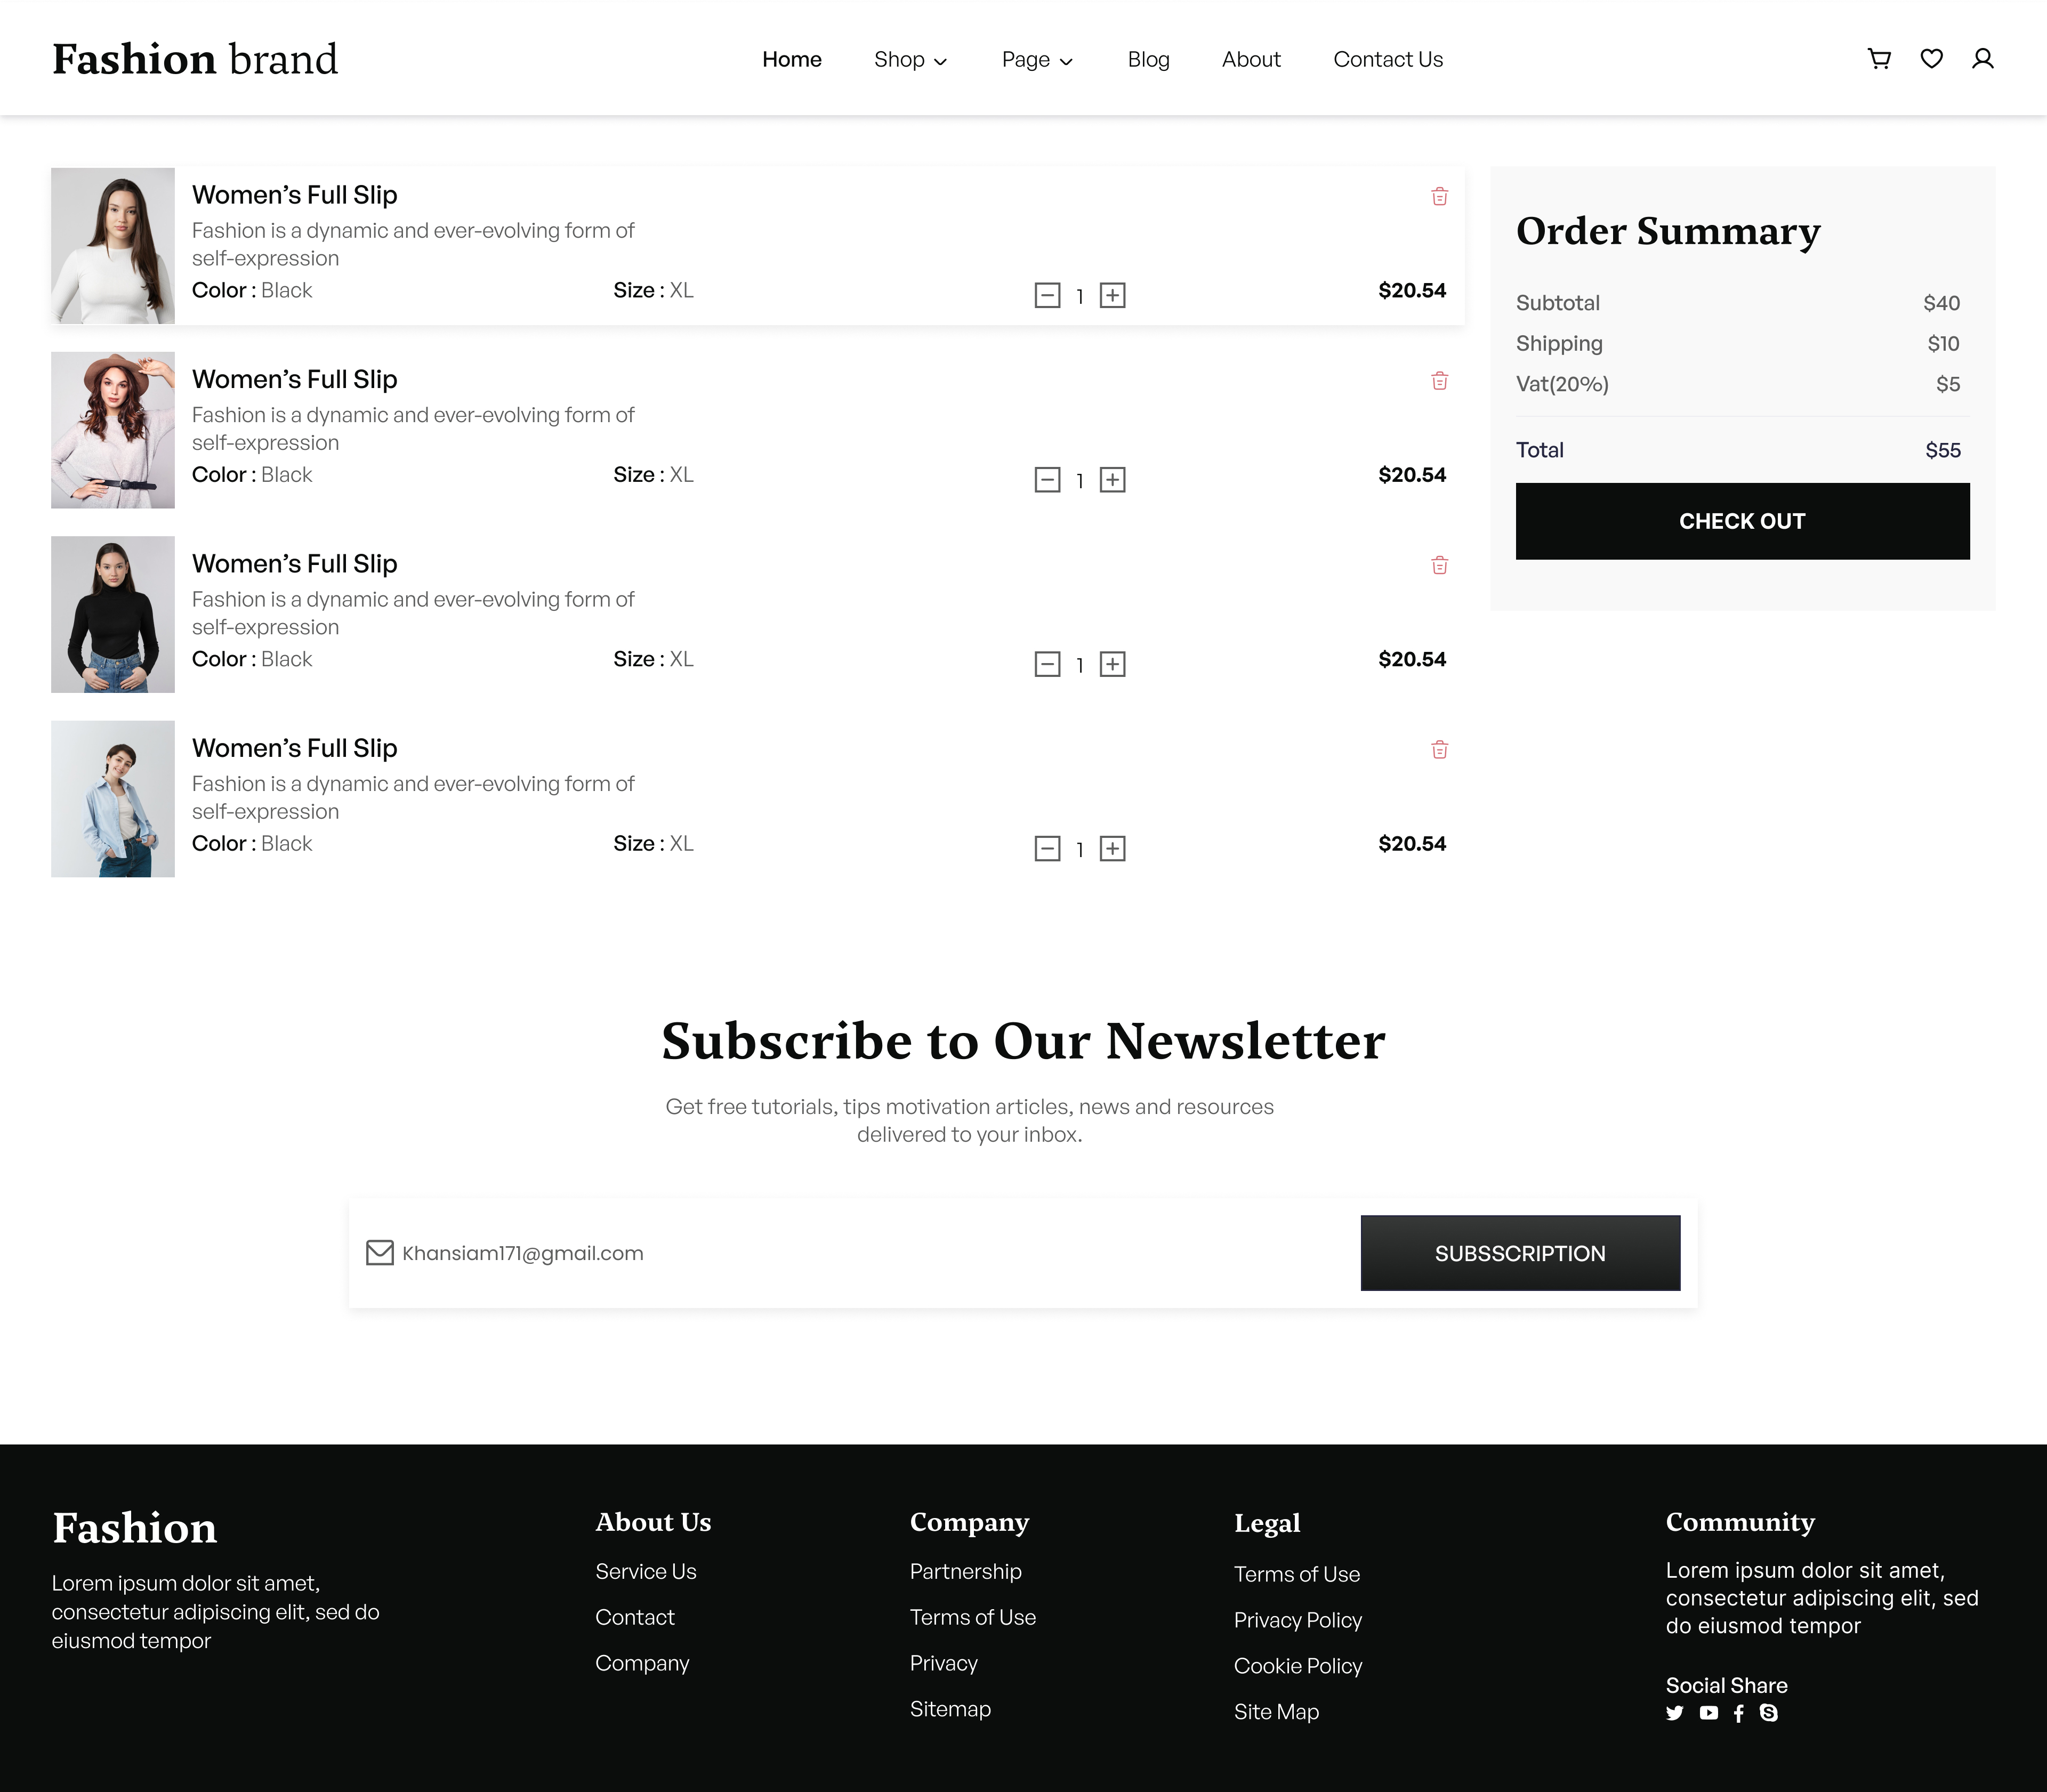 Fashion brand
Home
Shop
Page
Blog
About
Contact Us
Women’s Full Slip
Fashion is a dynamic and ever-evolving form of
self-expression
Color : Black
Size : XL
1
$20.54
Women’s Full Slip
Fashion is a dynamic and ever-evolving form of
self-expression
Color : Black
Size : XL
1
$20.54
Women’s Full Slip
Fashion is a dynamic and ever-evolving form of
self-expression
Color : Black
Size : XL
1
$20.54
Women’s Full Slip
Fashion is a dynamic and ever-evolving form of
self-expression
Color : Black
Size : XL
1
$20.54
Order Summary
Subtotal $40
Shipping $10
Vat(20%) $5
Total $55
CHECK OUT
Subscribe to Our Newsletter
Get free tutorials, tips motivation articles, news and resources
delivered to your inbox.
Khansiam171@gmail.com
SUBSSCRIPTION
Fashion
Lorem ipsum dolor sit amet,
consectetur adipiscing elit, sed do
eiusmod tempor
About Us
Service Us
Contact
Company
Company
Partnership
Terms of Use
Privacy
Sitemap
Legal
Terms of Use
Privacy Policy
Cookie Policy
Site Map
Community
Lorem ipsum dolor sit amet,
consectetur adipiscing elit, sed
do eiusmod tempor
Social Share